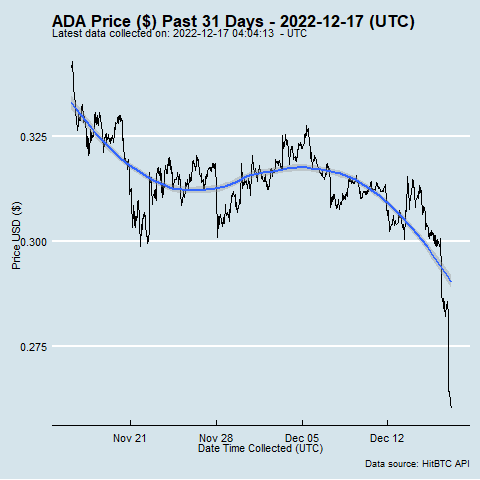 ADA Price ($) Past 31 Days - 2022-12-17 (UTC)
Latest data collected on: 2022-12-17 04:04:13  - UTC
0.325
0.300
0.275
Price USD ($)
Nov 21
Nov 28
Dec 05
Dec 12
Date Time Collected (UTC)
Data source: HitBTC API